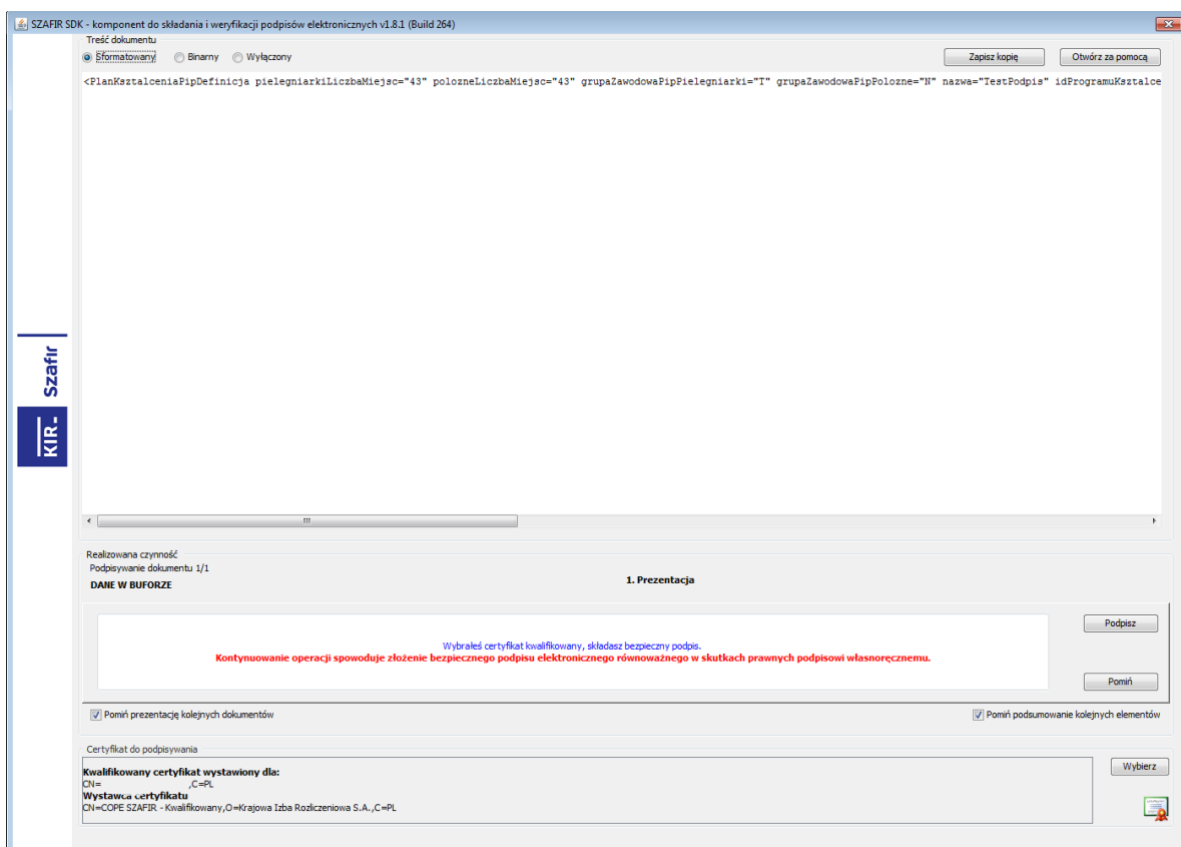 SZAFIR SDK - komponent do składania i weryfikacji podpisów elektronicznych v1.8.1 (Build 264)
Treść dokumentu
Sformatowany Binarny Wyłączony Zapisz kopię Otwórz za pomocą
<PlanKsztalceniaPipDefinicja pielegniarkiLiczbaMiejsc="43" polozneLiczbaMiejsc="43" grupaZawodowaPipPielegniarki="T" grupaZawodowaPipPolozne="N" nazwa="TestPodpis" idProgramuKsztalce
Szafir
KIR
Realizowana czynność
Podpisywanie dokumentu 1/1
DANE W BUFORZE
1. Prezentacja
Podpisz
Wybrałeś certyfikat kwalifikowany, składasz bezpieczny podpis.
Kontynuowanie operacji spowoduje złożenie bezpiecznego podpisu elektronicznego równoważnego w skutkach prawnych podpisowi własnoręcznemu.
Pomiń
Pomiń prezentację kolejnych dokumentów Pomiń podsumowanie kolejnych elementów
Certyfikat do podpisywania
Wybierz
Kwalifikowany certyfikat wystawiony dla:
CN= ,C=PL
Wystawca certyfikatu
CN=COPE SZAFIR - Kwalifikowany,O=Krajowa Izba Rozliczeniowa S.A.,C=PL